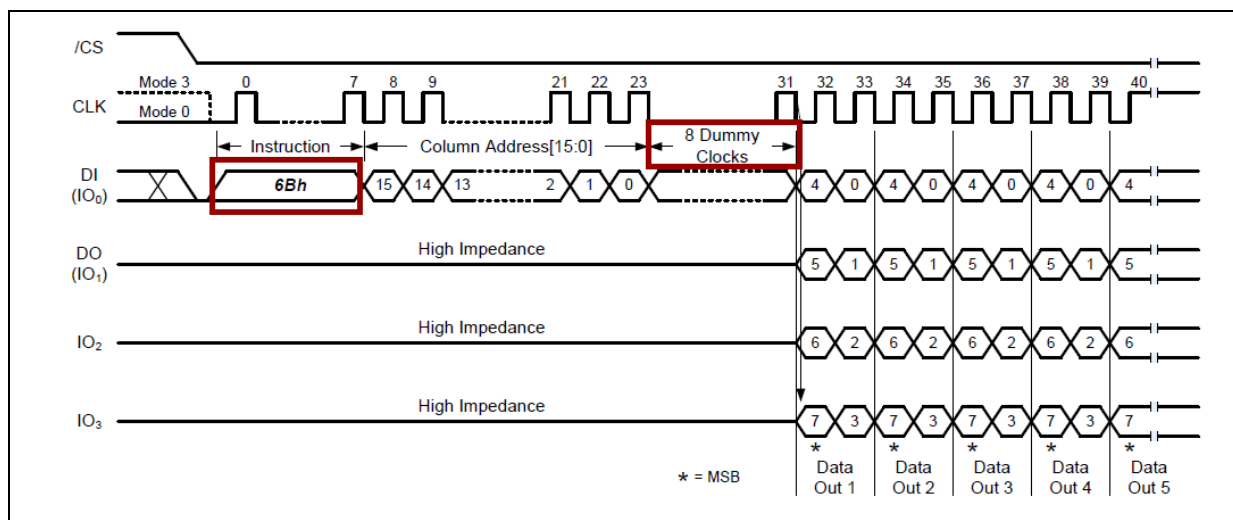 /CS
Mode 3 0 7 8 9 21 22 23 31 32 33 34 35 36 37 38 39 40
CLK
Mode 0
Instruction Column Address[15:0] 8 Dummy
Clocks
DI
(IO0)
6Bh 15 14 13 2 1 0 4 0 4 0 4 0 4 0 4
High Impedance
DO
(IO1)
5 1 5 1 5 1 5 1 5
High Impedance
IO2 6 2 6 2 6 2 6 2 6
High Impedance
IO3 7 3 7 3 7 3 7 3 7
* * * * *
* = MSB
Data Data Data Data Data
Out 1 Out 2 Out 3 Out 4 Out 5